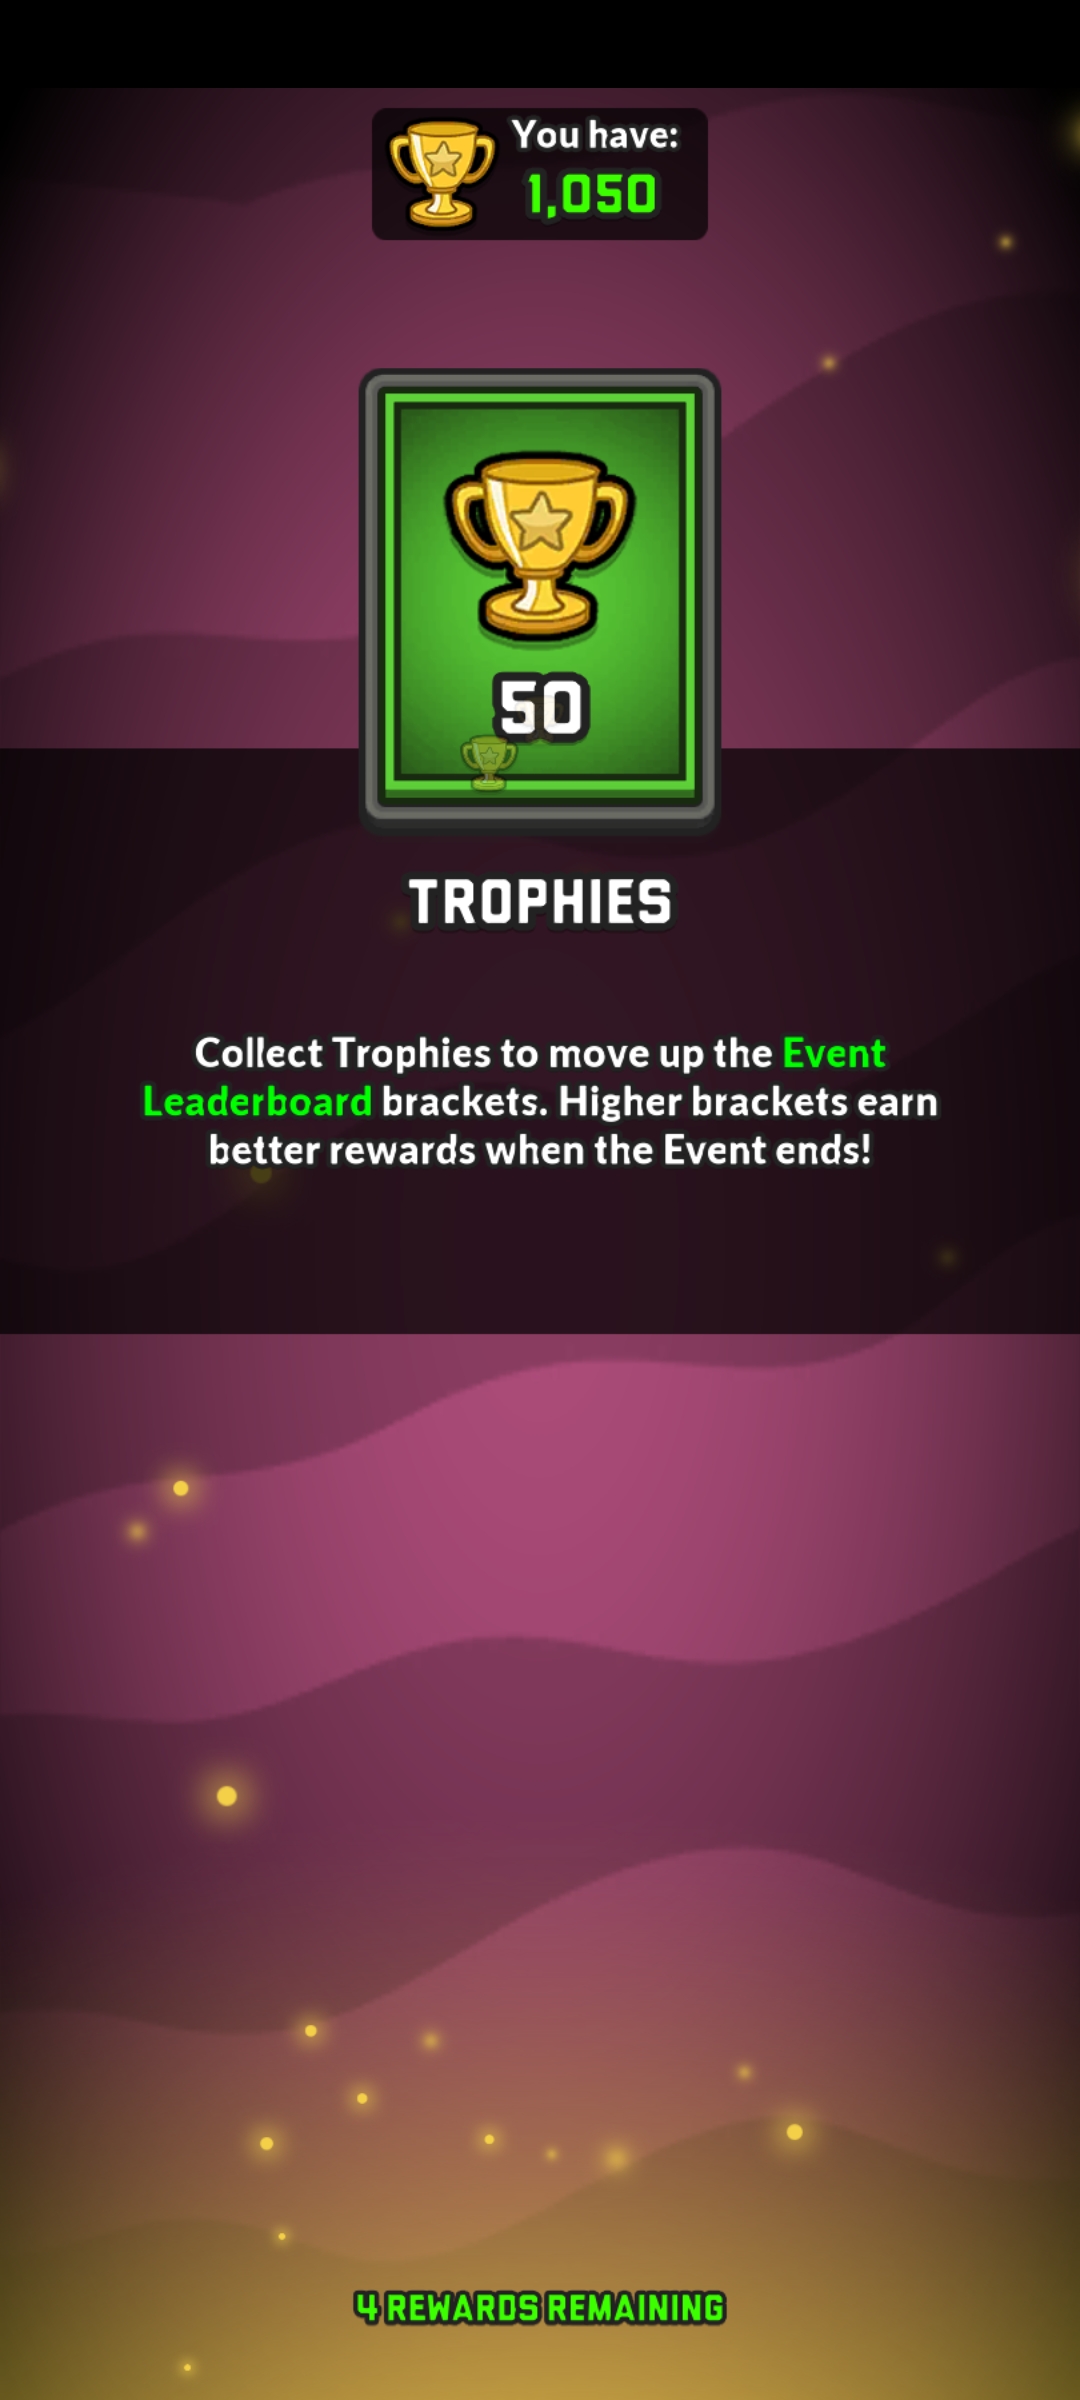 You have:
1,050
50
TROPHIES
Collect Trophies to move up the Event
Leaderboard brackets. Higher brackets earn
better rewards when the Event ends!
4 REWARDS REMAINING